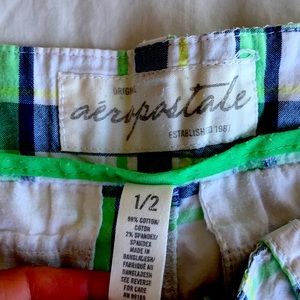 ORIGINAL
aéropostale
ESTABLISHED 1987
1/2
98% COTTON/
COTON
2% SPANDEX/
SPANDEX
MADE IN
BANGLADESH/
FABRIQUÉ AU
BANGLADESH
SEE REVERSE
FOR CARE